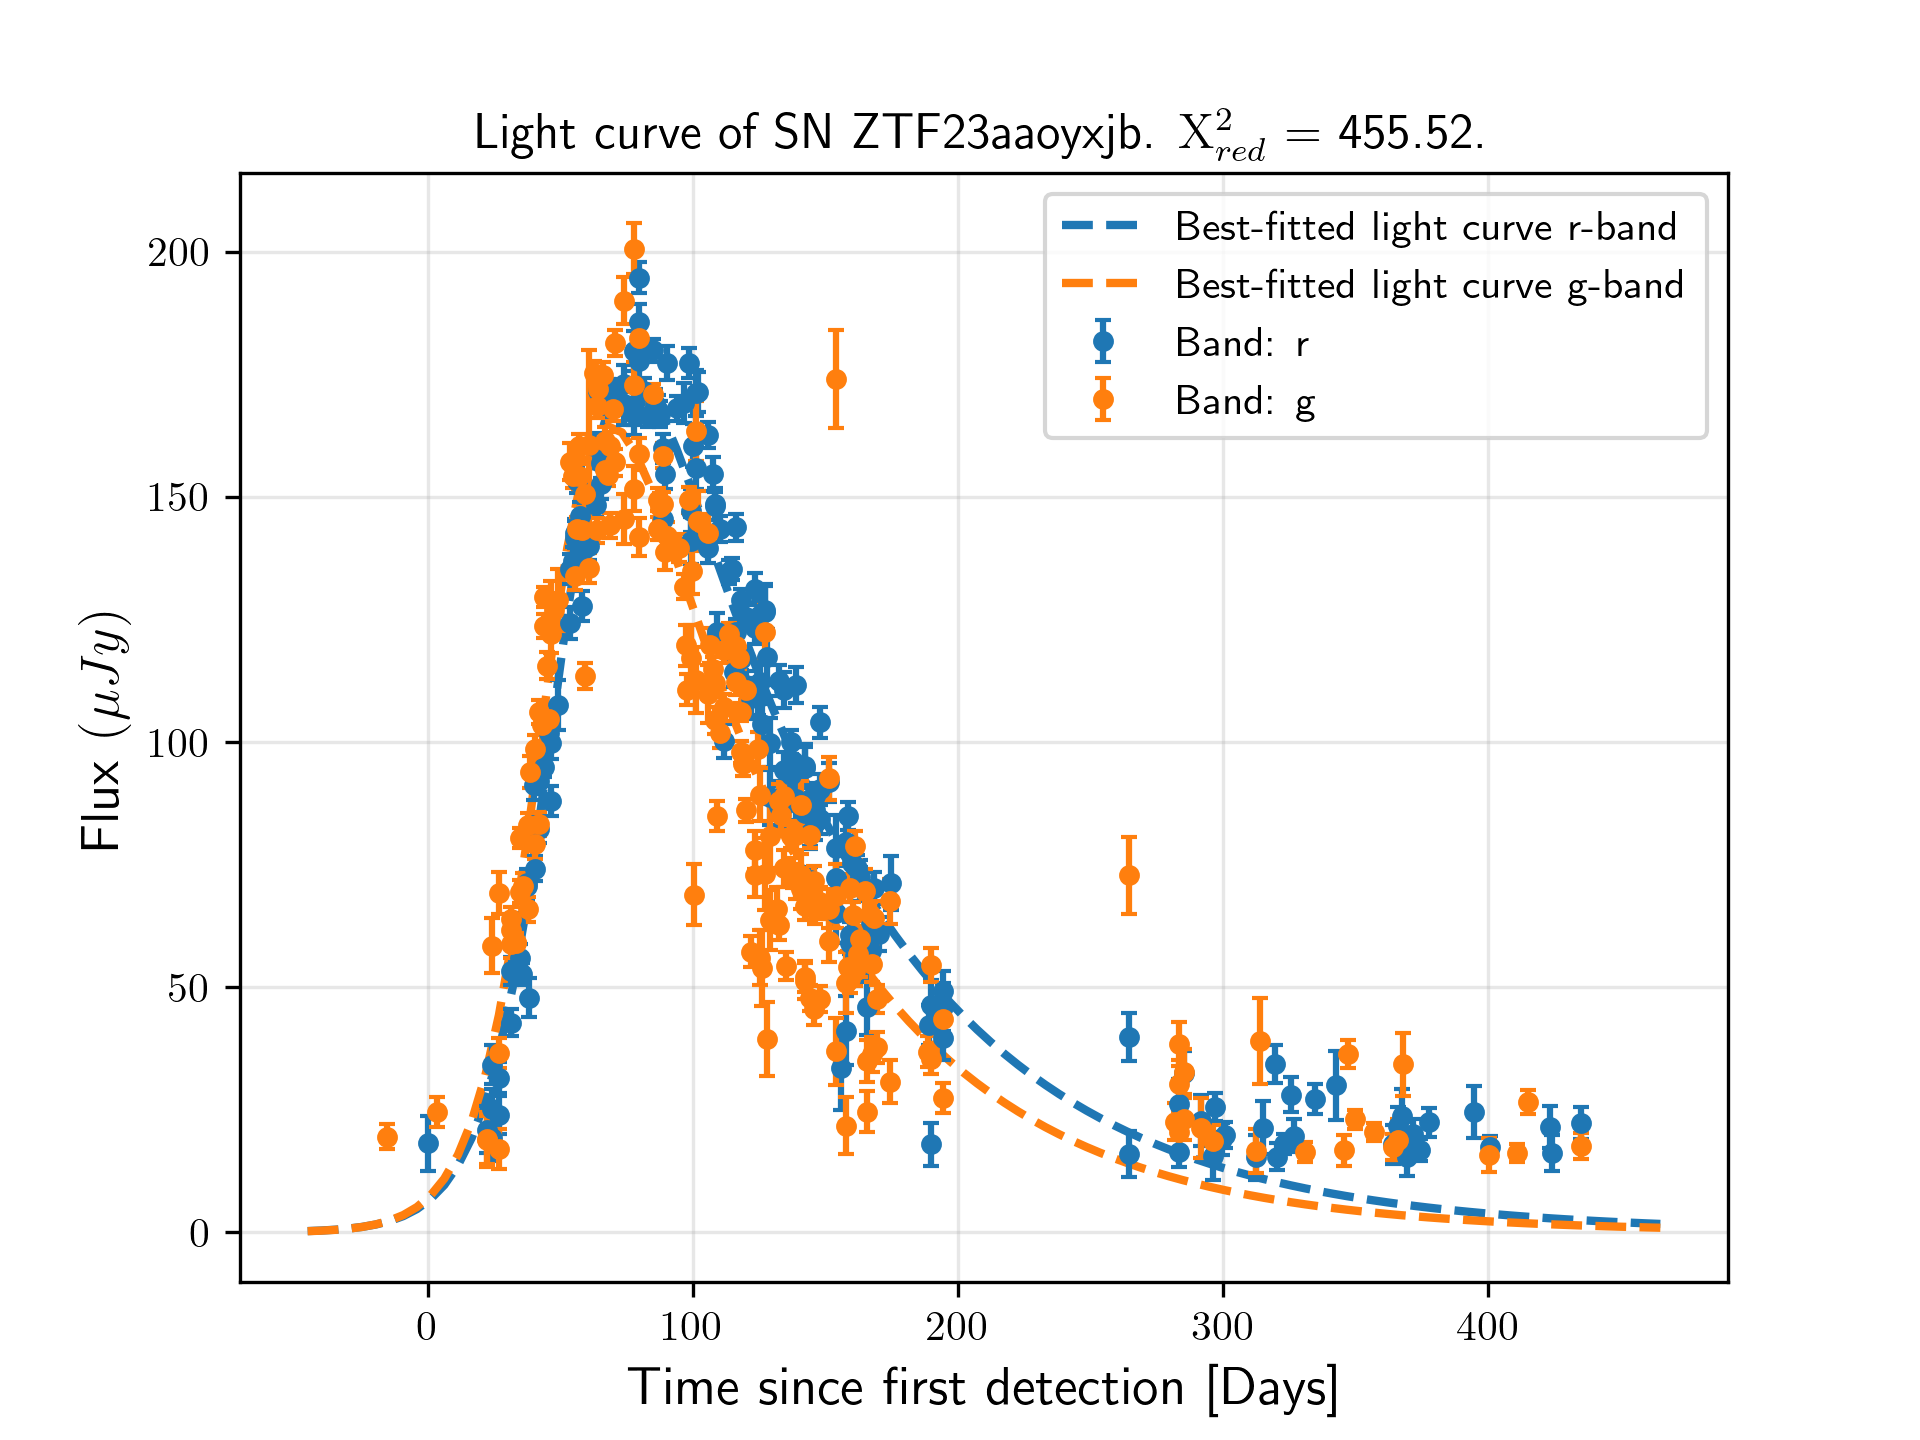 Light curve of SN ZTF23aaoyxjb. X²red = 455.52.
Best-fitted light curve r-band
Best-fitted light curve g-band
Band: r
Band: g
200
150
100
50
0
Flux (μJy)
0 100 200 300 400
Time since first detection [Days]